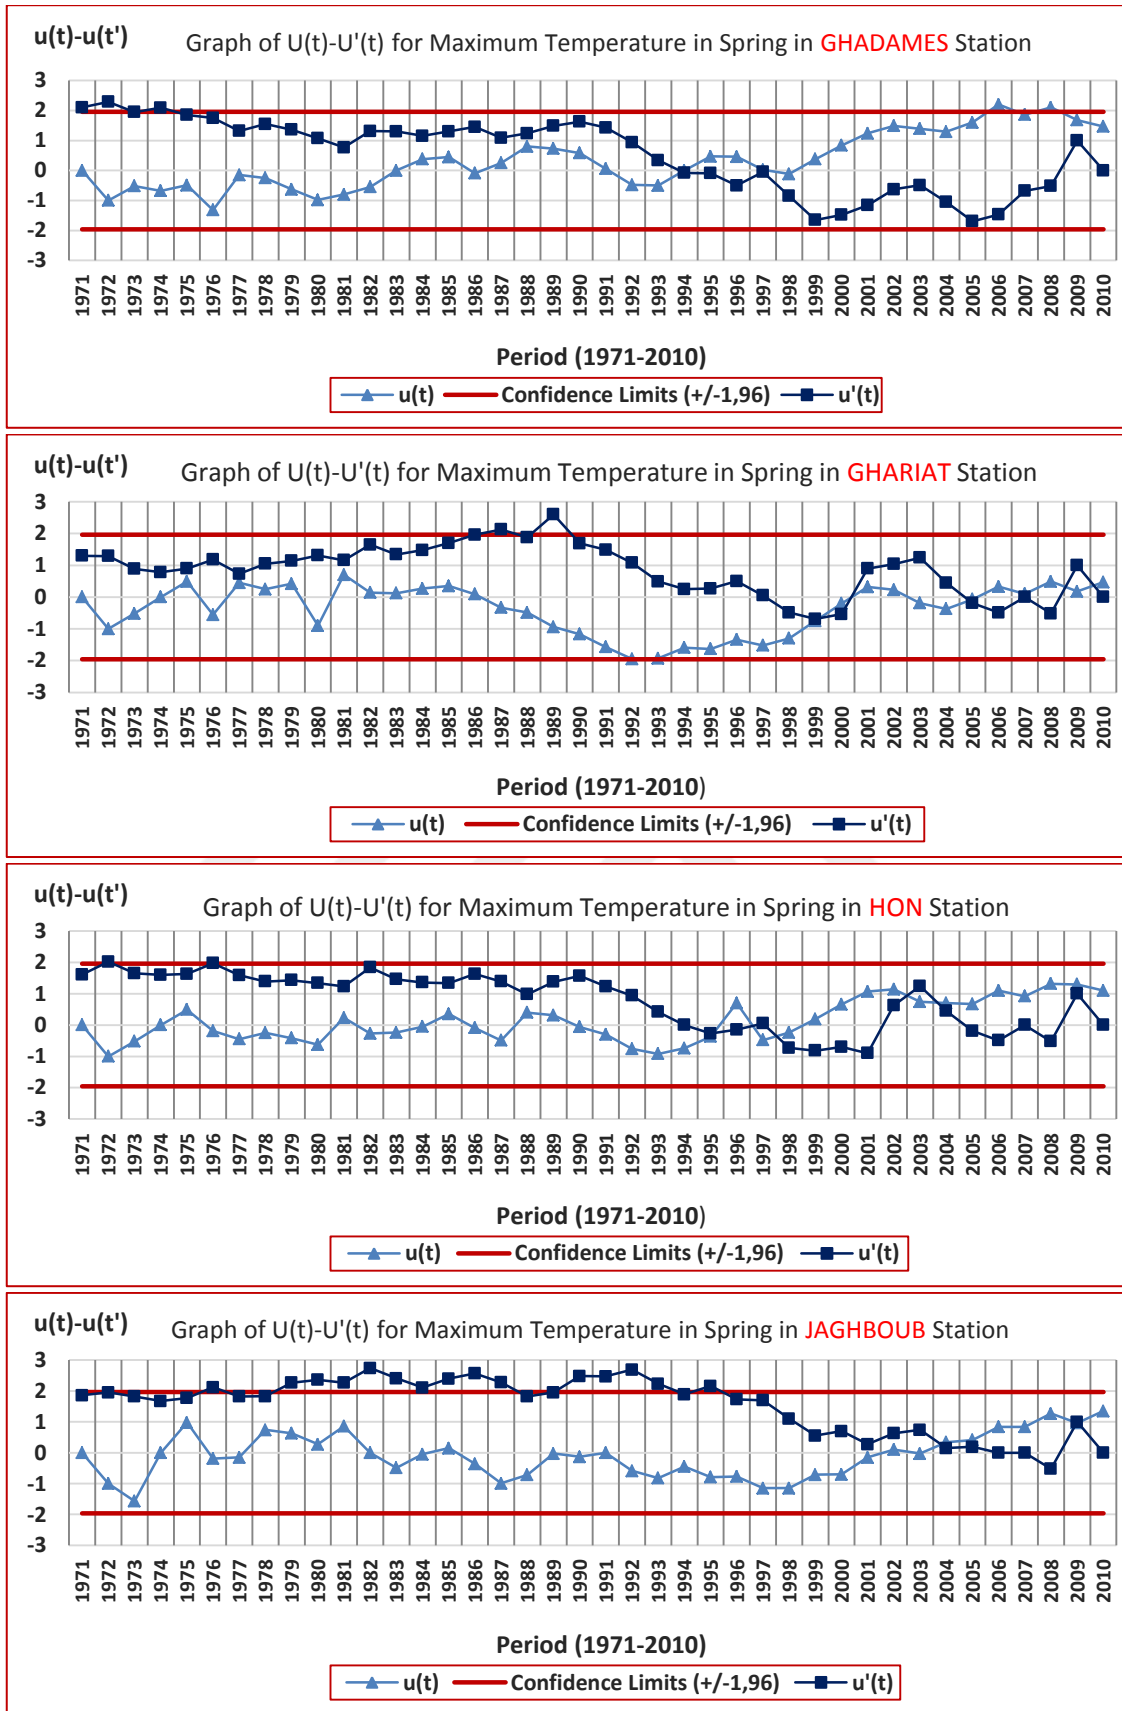 u(t)-u(t')
Graph of U(t)-U'(t) for Maximum Temperature in Spring in GHADAMES Station
3
2
1
0
-1
-2
-3
1971 1972 1973 1974 1975 1976 1977 1978 1979 1980 1981 1982 1983 1984 1985 1986 1987 1988 1989 1990 1991 1992 1993 1994 1995 1996 1997 1998 1999 2000 2001 2002 2003 2004 2005 2006 2007 2008 2009 2010
Period (1971-2010)
u(t) Confidence Limits (+/-1,96) u'(t)
u(t)-u(t')
Graph of U(t)-U'(t) for Maximum Temperature in Spring in GHARIAT Station
3
2
1
0
-1
-2
-3
1971 1972 1973 1974 1975 1976 1977 1978 1979 1980 1981 1982 1983 1984 1985 1986 1987 1988 1989 1990 1991 1992 1993 1994 1995 1996 1997 1998 1999 2000 2001 2002 2003 2004 2005 2006 2007 2008 2009 2010
Period (1971-2010)
u(t) Confidence Limits (+/-1,96) u'(t)
u(t)-u(t')
Graph of U(t)-U'(t) for Maximum Temperature in Spring in HON Station
3
2
1
0
-1
-2
-3
1971 1972 1973 1974 1975 1976 1977 1978 1979 1980 1981 1982 1983 1984 1985 1986 1987 1988 1989 1990 1991 1992 1993 1994 1995 1996 1997 1998 1999 2000 2001 2002 2003 2004 2005 2006 2007 2008 2009 2010
Period (1971-2010)
u(t) Confidence Limits (+/-1,96) u'(t)
u(t)-u(t')
Graph of U(t)-U'(t) for Maximum Temperature in Spring in JAGHBOUB Station
3
2
1
0
-1
-2
-3
1971 1972 1973 1974 1975 1976 1977 1978 1979 1980 1981 1982 1983 1984 1985 1986 1987 1988 1989 1990 1991 1992 1993 1994 1995 1996 1997 1998 1999 2000 2001 2002 2003 2004 2005 2006 2007 2008 2009 2010
Period (1971-2010)
u(t) Confidence Limits (+/-1,96) u'(t)